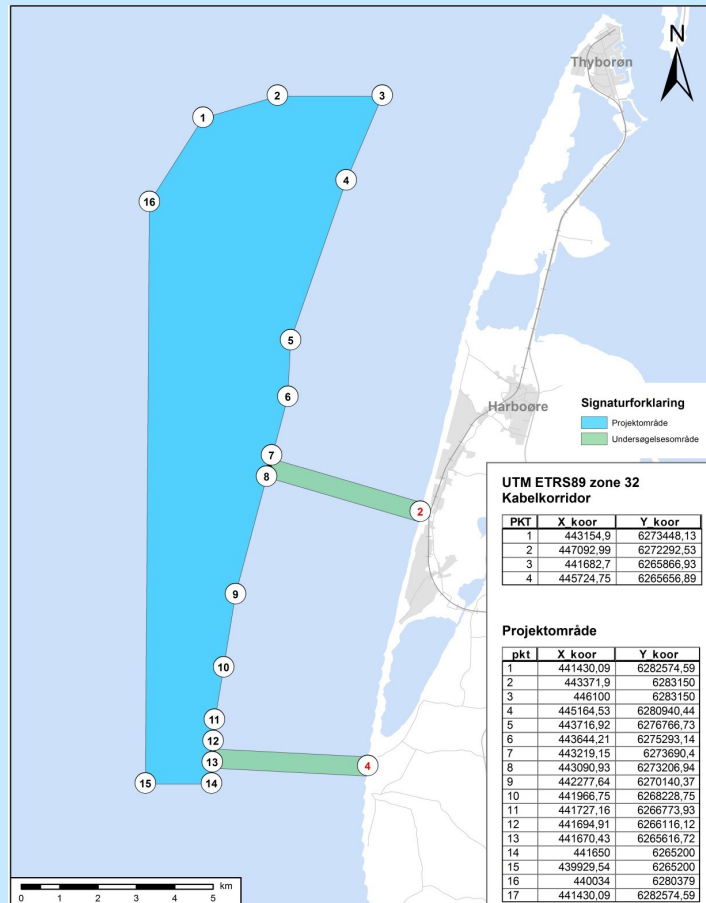 N
Thyborøn
2
3
1
4
16
5
6
Harboøre
7
8
2
9
10
11
12
13
4
15
14
Signaturforklaring
Projektområde
Undersøgelsesområde
UTM ETRS89 zone 32
Kabelkorridor
PKT X_koor Y_koor
1 443154,9 6273448,13
2 447092,99 6272292,53
3 441682,7 6265866,93
4 445724,75 6265656,89
Projektområde
pkt X_koor Y_koor
1 441430,09 6282574,59
2 443371,9 6283150
3 446100 6283150
4 445164,53 6280940,44
5 443716,92 6276766,73
6 443644,21 6275293,14
7 443219,15 6273690,4
8 443090,93 6273206,94
9 442277,64 6270140,37
10 441966,75 6268228,75
11 441727,16 6266773,93
12 441694,91 6266116,12
13 441670,43 6265616,72
14 441650 6265200
15 439929,54 6265200
16 440034 6280379
17 441430,09 6282574,59
km
0 1 2 3 4 5